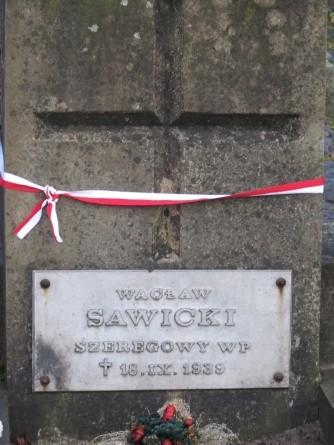 WACŁAW
SAWICKI
SZEREGOWY WP
† 18.IX.1939